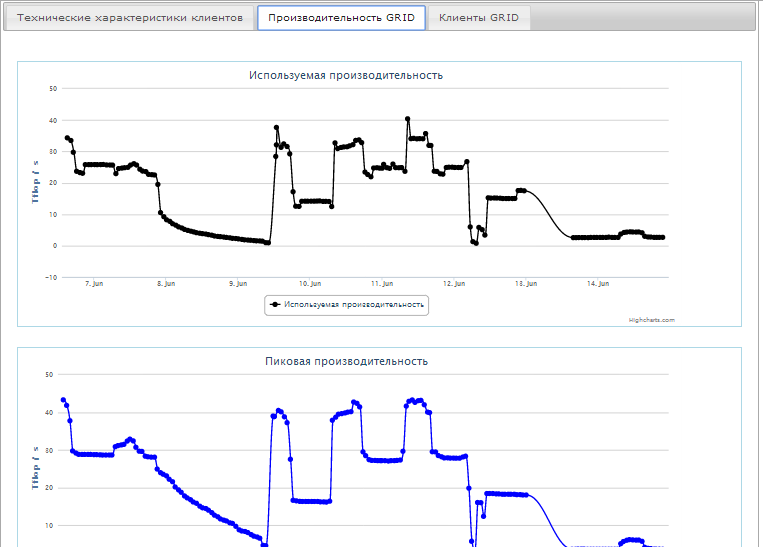 Технические характеристики клиентов
Производительность GRID
Клиенты GRID
Используемая производительность
50
40
30
20
10
0
-10
Tflop / s
7. Jun
8. Jun
9. Jun
10. Jun
11. Jun
12. Jun
13. Jun
14. Jun
Используемая производительность
Highcharts.com
Пиковая производительность
50
40
30
20
10
Tflop / s